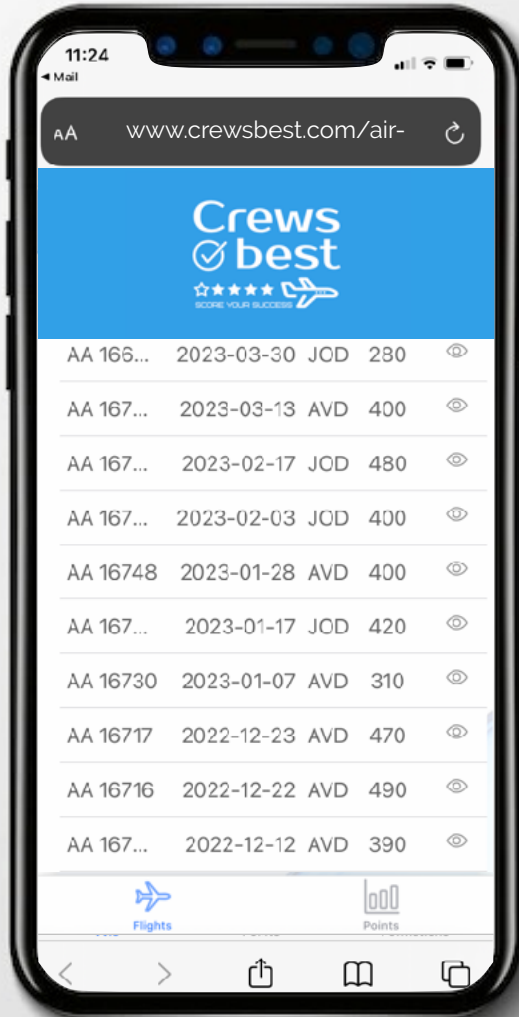 11:24
◀ Mail
AA www.crewsbest.com/air-
Crews
best
SCORE YOUR SUCCESS
AA 166... 2023-03-30 JOD 280
AA 167... 2023-03-13 AVD 400
AA 167... 2023-02-17 JOD 480
AA 167... 2023-02-03 JOD 400
AA 16748 2023-01-28 AVD 400
AA 167... 2023-01-17 JOD 420
AA 16730 2023-01-07 AVD 310
AA 16717 2022-12-23 AVD 470
AA 16716 2022-12-22 AVD 490
AA 167... 2022-12-12 AVD 390
Flights Points